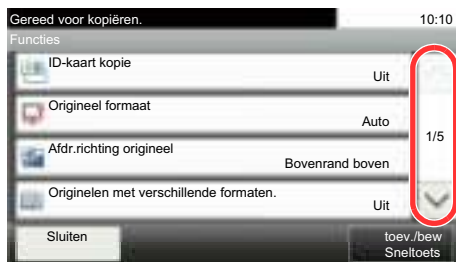 Gereed voor kopiëren. 10:10
Functies
ID-kaart kopie
Uit
Origineel formaat
Auto
1/5
Afdr.richting origineel
Bovenrand boven
Originelen met verschillende formaten.
Uit
Sluiten
toev./bew
Sneltoets